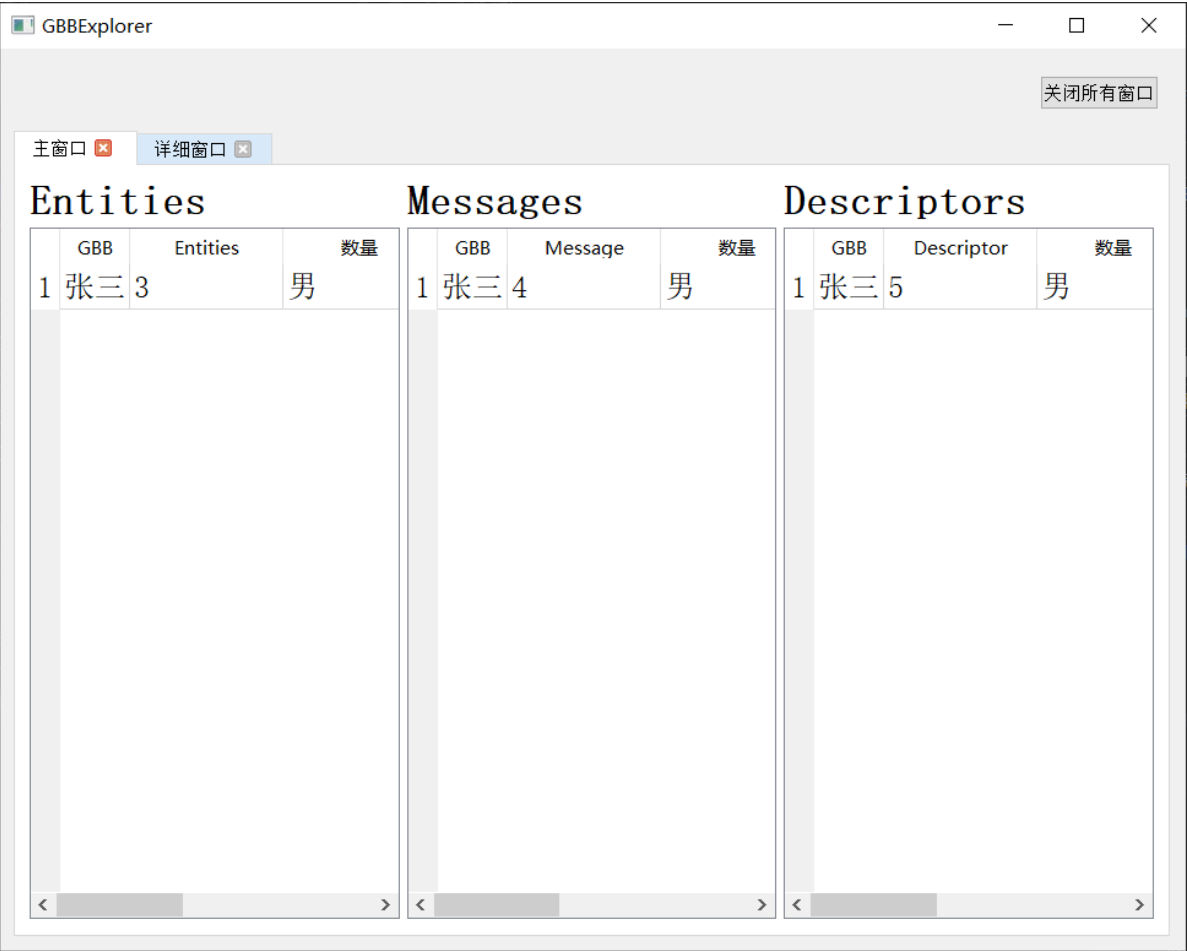 GBBExplorer
关闭所有窗口
主窗口 详细窗口
Entities Messages Descriptors
GBB Entities 数量 GBB Message 数量 GBB Descriptor 数量
1 张三 3 男 1 张三 4 男 1 张三 5 男